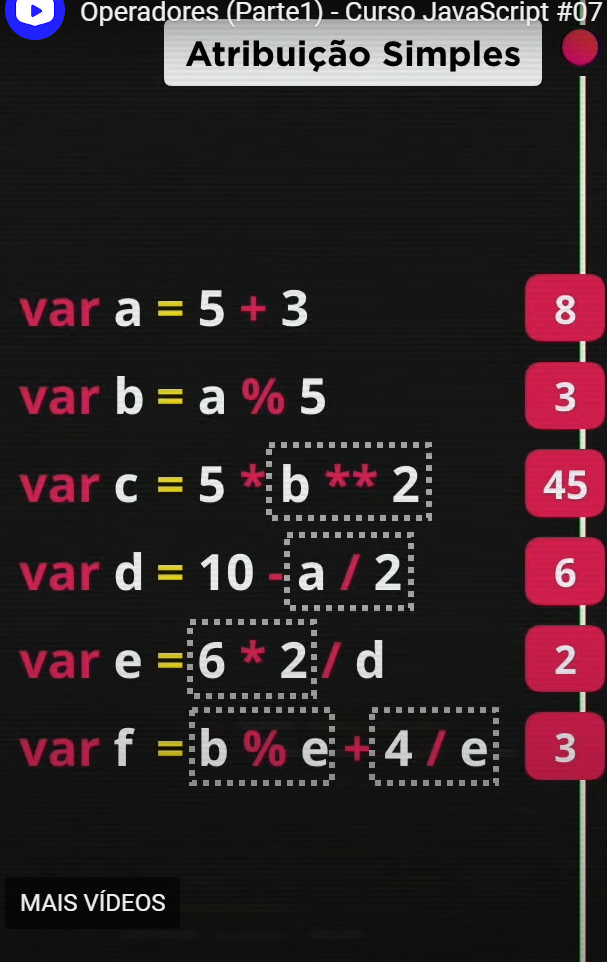 Operadores (Parte1) - Curso JavaScript #07
Atribuição Simples
var a = 5 + 3 8
var b = a % 5 3
var c = 5 * b ** 2 45
var d = 10 - a / 2 6
var e = 6 * 2 / d 2
var f = b % e + 4 / e 3
MAIS VÍDEOS